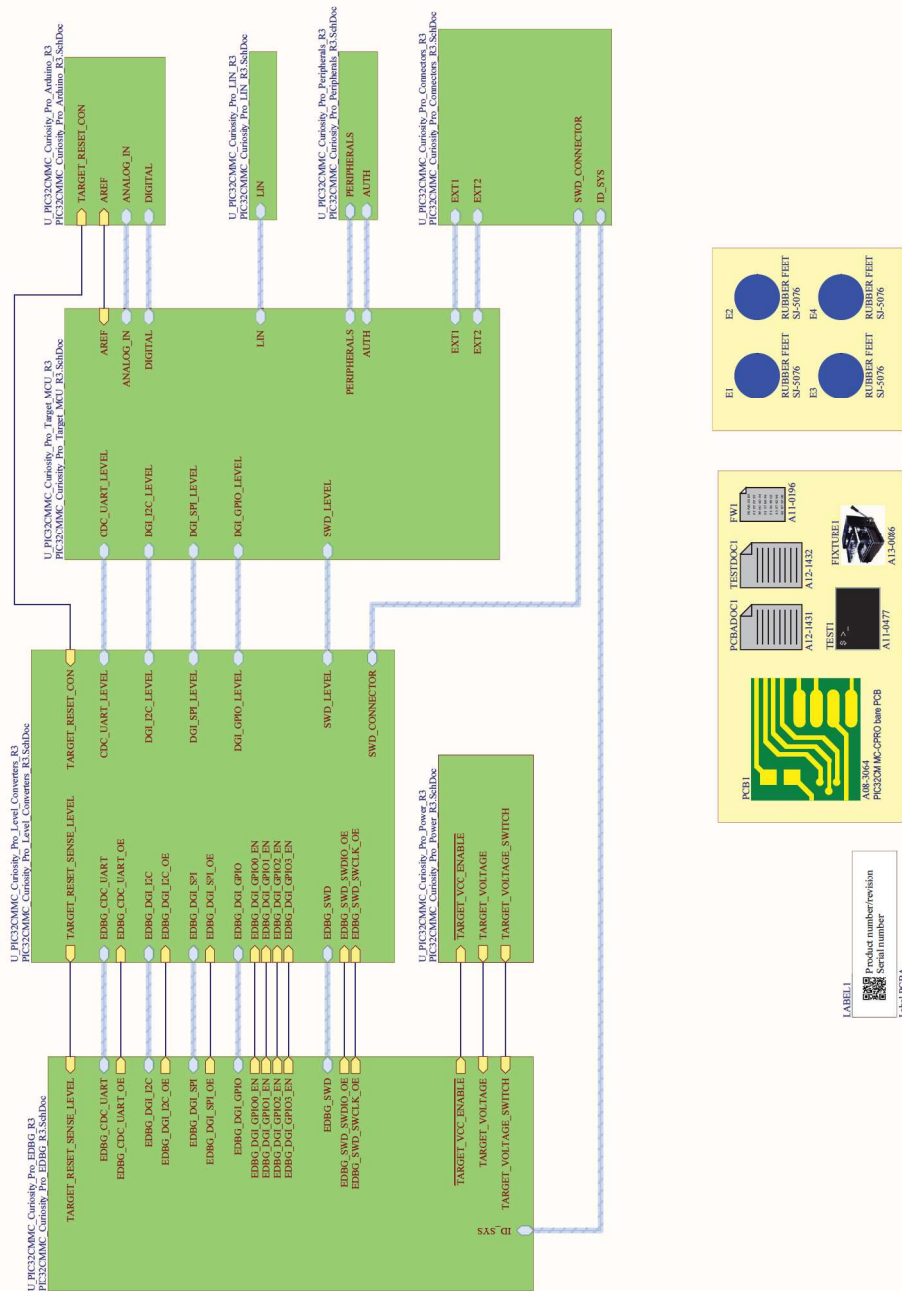 U_PIC32CMMC_Curiosity_Pro_EDBG_R3
PIC32CMMC_Curiosity_Pro_EDBG_R3.SchDoc
TARGET_RESET_SENSE_LEVEL
EDBG_CDC_UART
EDBG_CDC_UART_OE
EDBG_DGI_I2C
EDBG_DGI_I2C_OE
EDBG_DGI_SPI
EDBG_DGI_SPI_OE
EDBG_DGI_GPIO
EDBG_DGI_GPIO0_EN
EDBG_DGI_GPIO1_EN
EDBG_DGI_GPIO2_EN
EDBG_DGI_GPIO3_EN
EDBG_SWD
EDBG_SWD_SWDIO_OE
EDBG_SWD_SWCLK_OE
TARGET_VCC_ENABLE
TARGET_VOLTAGE
TARGET_VOLTAGE_SWITCH
ID_SYS
U_PIC32CMMC_Curiosity_Pro_Level_Converters_R3
PIC32CMMC_Curiosity_Pro_Level_Converters_R3.SchDoc
TARGET_RESET_SENSE_LEVEL
EDBG_CDC_UART
EDBG_CDC_UART_OE
EDBG_DGI_I2C
EDBG_DGI_I2C_OE
EDBG_DGI_SPI
EDBG_DGI_SPI_OE
EDBG_DGI_GPIO
EDBG_DGI_GPIO0_EN
EDBG_DGI_GPIO1_EN
EDBG_DGI_GPIO2_EN
EDBG_DGI_GPIO3_EN
EDBG_SWD
EDBG_SWD_SWDIO_OE
EDBG_SWD_SWCLK_OE
TARGET_RESET_CON
CDC_UART_LEVEL
DGI_I2C_LEVEL
DGI_SPI_LEVEL
DGI_GPIO_LEVEL
SWD_LEVEL
SWD_CONNECTOR
U_PIC32CMMC_Curiosity_Pro_Power_R3
PIC32CMMC_Curiosity_Pro_Power_R3.SchDoc
TARGET_VCC_ENABLE
TARGET_VOLTAGE
TARGET_VOLTAGE_SWITCH
U_PIC32CMMC_Curiosity_Pro_Target_MCU_R3
PIC32CMMC_Curiosity_Pro_Target_MCU_R3.SchDoc
CDC_UART_LEVEL
DGI_I2C_LEVEL
DGI_SPI_LEVEL
DGI_GPIO_LEVEL
SWD_LEVEL
AREF
ANALOG_IN
DIGITAL
LIN
PERIPHERALS
AUTH
EXT1
EXT2
U_PIC32CMMC_Curiosity_Pro_Arduino_R3
PIC32CMMC_Curiosity_Pro_Arduino_R3.SchDoc
TARGET_RESET_CON
AREF
ANALOG_IN
DIGITAL
U_PIC32CMMC_Curiosity_Pro_LIN_R3
PIC32CMMC_Curiosity_Pro_LIN_R3.SchDoc
LIN
U_PIC32CMMC_Curiosity_Pro_Peripherals_R3
PIC32CMMC_Curiosity_Pro_Peripherals_R3.SchDoc
PERIPHERALS
AUTH
U_PIC32CMMC_Curiosity_Pro_Connectors_R3
PIC32CMMC_Curiosity_Pro_Connectors_R3.SchDoc
EXT1
EXT2
SWD_CONNECTOR
ID_SYS
LABEL1
Product number/revision
Serial number
Label PCBA
PCB1
A08-3064
PIC32CM MC-CPRO bare PCB
PCBADOC1
A12-1431
TESTDOC1
A12-1432
FW1
A11-0196
TEST1
$ >_
A11-0477
FIXTURE1
A13-0086
E1
RUBBER FEET
SJ-5076
E2
RUBBER FEET
SJ-5076
E3
RUBBER FEET
SJ-5076
E4
RUBBER FEET
SJ-5076